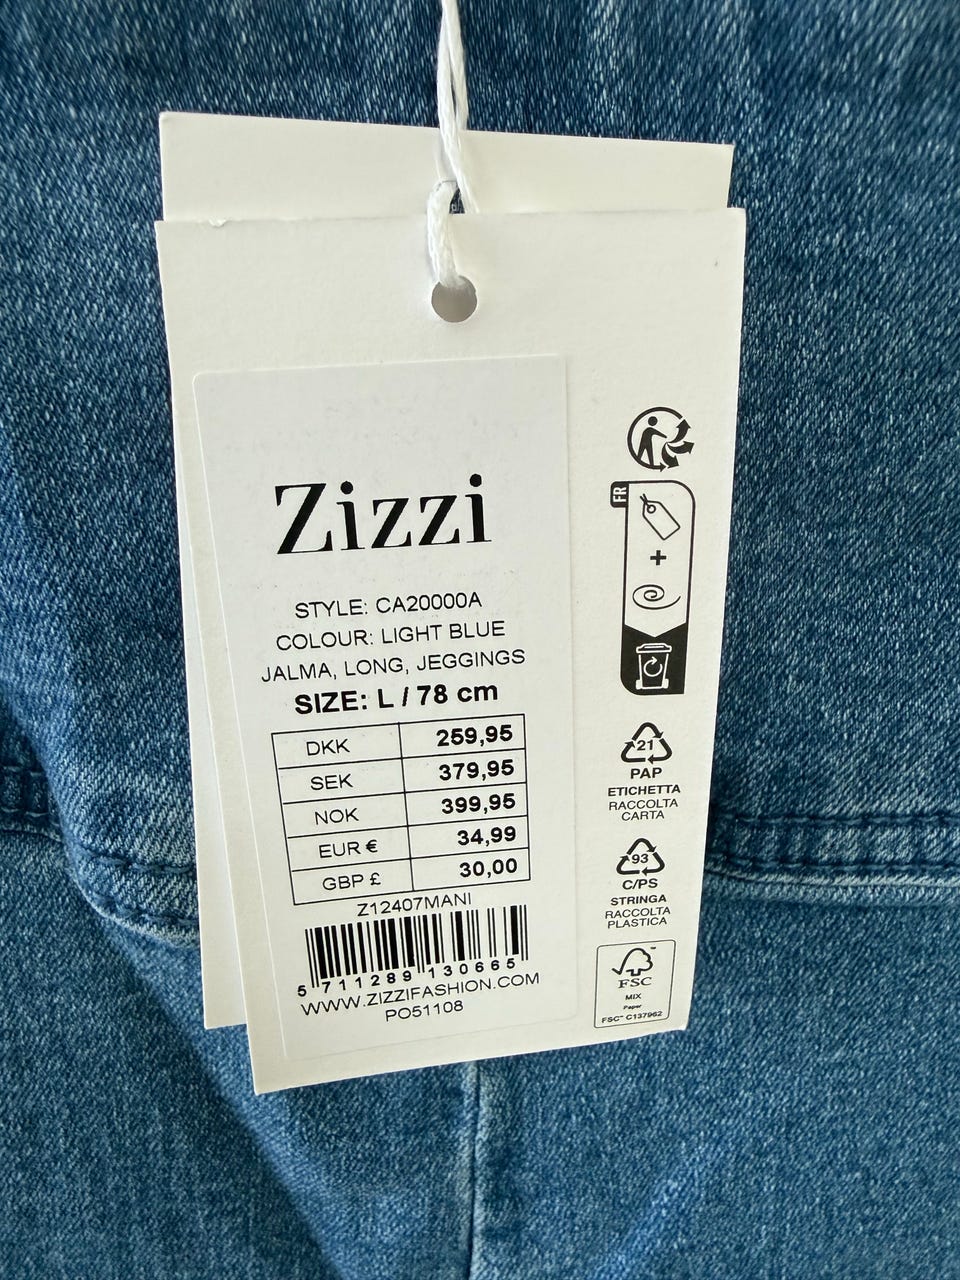 Zizzi
STYLE: CA20000A
COLOUR: LIGHT BLUE
JALMA, LONG, JEGGINGS
SIZE: L / 78 cm
DKK 259,95
SEK 379,95
NOK 399,95
EUR € 34,99
GBP £ 30,00
Z12407MANI
5 711289 130665
WWW.ZIZZIFASHION.COM
PO51108
FR
+
21
PAP
ETICHETTA
RACCOLTA
CARTA
93
C/PS
STRINGA
RACCOLTA
PLASTICA
FSC
MIX
Paper
FSC™ C137962